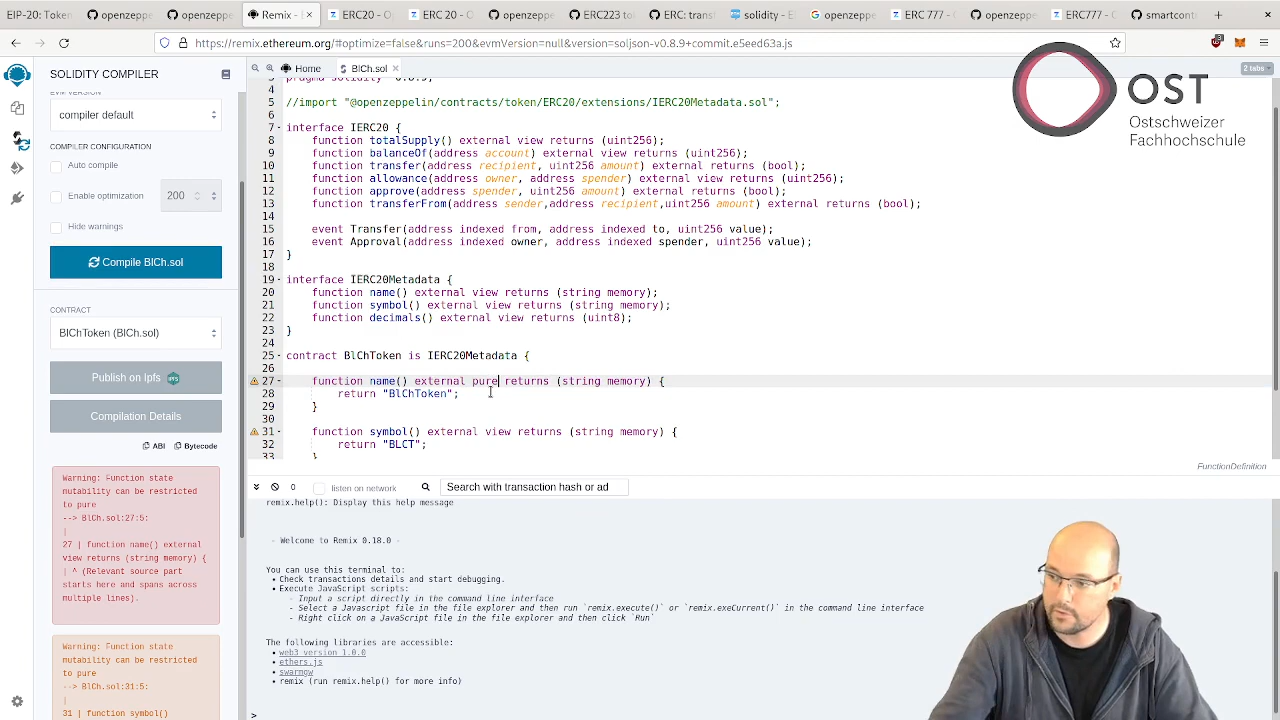 EIP-20 Token
openzeppe
openzeppe
Remix - E
ERC20 - O
ERC 20 - O
openzeppe
ERC223 tol
ERC: trans
solidity - E
openzeppe
ERC 777 -
openzeppe
ERC777 - C
smartcont
https://remix.ethereum.org/#optimize=false&runs=200&evmVersion=null&version=soljson-v0.8.9+commit.e5eed63a.js
SOLIDITY COMPILER
Home
BlCh.sol
2 tabs
OST
Ostschweizer
Fachhochschule
EVM VERSION
compiler default
COMPILER CONFIGURATION
Auto compile
Enable optimization 200
Hide warnings
Compile BlCh.sol
CONTRACT
BlChToken (BlCh.sol)
Publish on Ipfs
Compilation Details
ABI Bytecode
Warning: Function state
mutability can be restricted
to pure
--> BlCh.sol:27:5:
|
27 | function name() external
view returns (string memory) {
| ^ (Relevant source part
starts here and spans across
multiple lines).
Warning: Function state
mutability can be restricted
to pure
--> BlCh.sol:31:5:
|
31 | function symbol()
4
5 //import "@openzeppelin/contracts/token/ERC20/extensions/IERC20Metadata.sol";
6
7 interface IERC20 {
8 function totalSupply() external view returns (uint256);
9 function balanceOf(address account) external view returns (uint256);
10 function transfer(address recipient, uint256 amount) external returns (bool);
11 function allowance(address owner, address spender) external view returns (uint256);
12 function approve(address spender, uint256 amount) external returns (bool);
13 function transferFrom(address sender,address recipient,uint256 amount) external returns (bool);
14
15 event Transfer(address indexed from, address indexed to, uint256 value);
16 event Approval(address indexed owner, address indexed spender, uint256 value);
17 }
18
19 interface IERC20Metadata {
20 function name() external view returns (string memory);
21 function symbol() external view returns (string memory);
22 function decimals() external view returns (uint8);
23 }
24
25 contract BlChToken is IERC20Metadata {
26
27 function name() external pure returns (string memory) {
28 return "BlChToken";
29 }
30
31 function symbol() external view returns (string memory) {
32 return "BLCT";
33 }
FunctionDefinition
0
listen on network
Search with transaction hash or ad
remix.help(): Display this help message
- Welcome to Remix 0.18.0 -
You can use this terminal to:
• Check transactions details and start debugging.
• Execute JavaScript scripts:
- Input a script directly in the command line interface
- Select a Javascript file in the file explorer and then run `remix.execute()` or `remix.exeCurrent()` in the command line interface
- Right click on a JavaScript file in the file explorer and then click `Run`
The following libraries are accessible:
• web3 version 1.0.0
• ethers.js
• swarmgw
• remix (run remix.help() for more info)
>